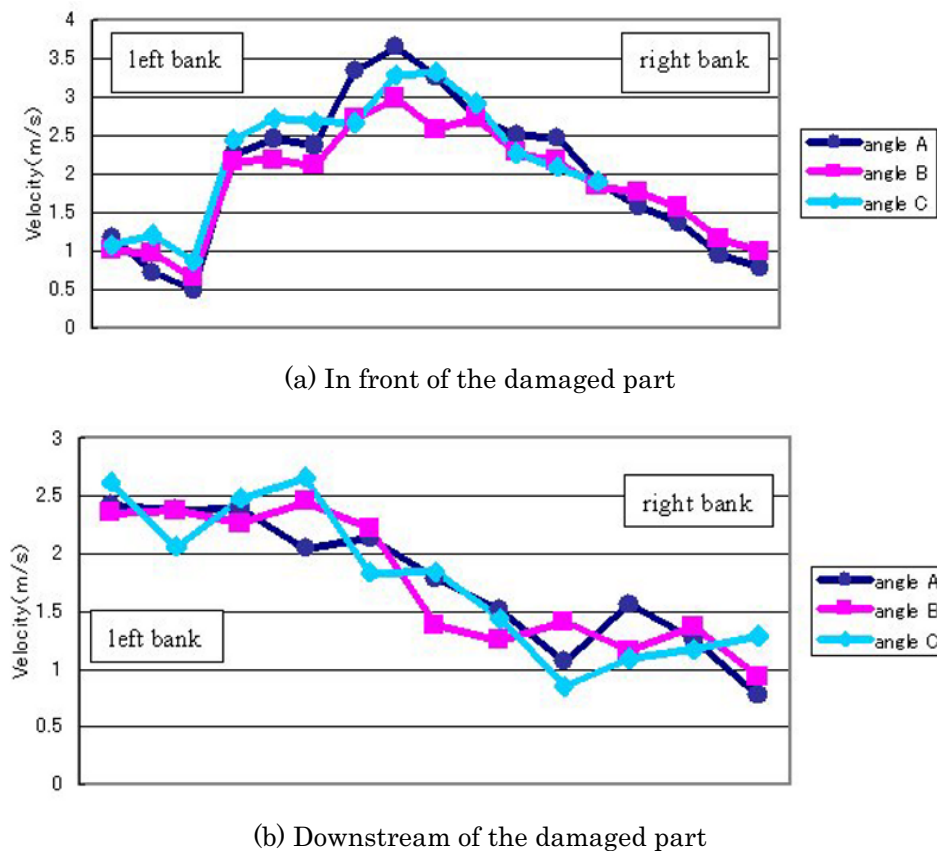 4
3.5
3
2.5
2
1.5
1
0.5
0
Velocity(m/s)
left bank
right bank
angle A
angle B
angle C
(a) In front of the damaged part
3
2.5
2
1.5
1
0.5
0
Velocity(m/s)
left bank
right bank
angle A
angle B
angle C
(b) Downstream of the damaged part